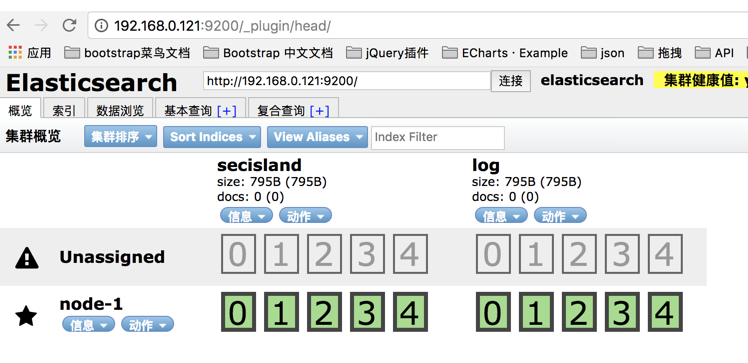 192.168.0.121:9200/_plugin/head/
应用 bootstrap菜鸟文档 Bootstrap 中文文档 jQuery插件 ECharts · Example json 拖拽 API
Elasticsearch http://192.168.0.121:9200/ 连接 elasticsearch 集群健康值: y
概览 索引 数据浏览 基本查询 [+] 复合查询 [+]
集群概览 集群排序 Sort Indices View Aliases Index Filter
secisland log
size: 795B (795B) size: 795B (795B)
docs: 0 (0) docs: 0 (0)
信息 动作 信息 动作
Unassigned 0 1 2 3 4 0 1 2 3 4
node-1 0 1 2 3 4 0 1 2 3 4
信息 动作